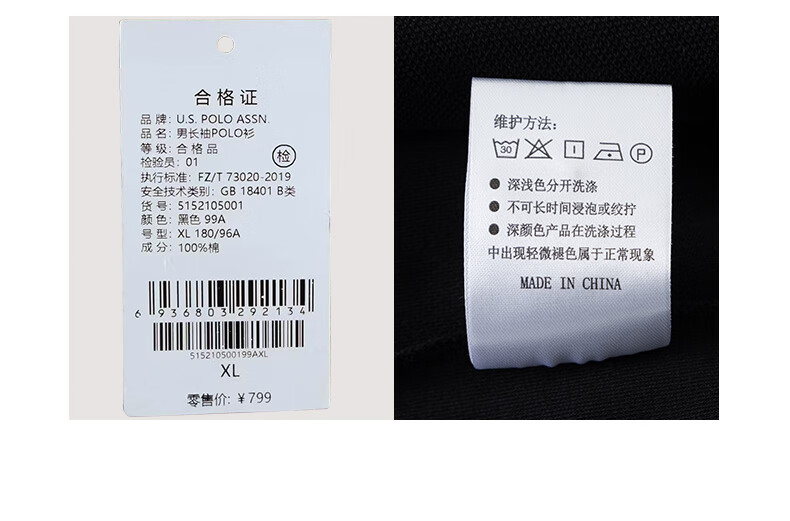 合格证
品 牌: U.S. POLO ASSN.
品 名: 男长袖POLO衫
等 级: 合 格 品
检验员: 01
检
执行标准: FZ/T 73020-2019
安全技术类别: GB 18401 B类
货 号: 5152105001
颜 色: 黑色 99A
号 型: XL 180/96A
成 分: 100%棉
6 936803 292134
515210500199AXL
XL
零售价: ¥ 799
维护方法:
30 P
● 深浅色分开洗涤
● 不可长时间浸泡或绞拧
● 深颜色产品在洗涤过程
中出现轻微褪色属于正常现象
MADE IN CHINA